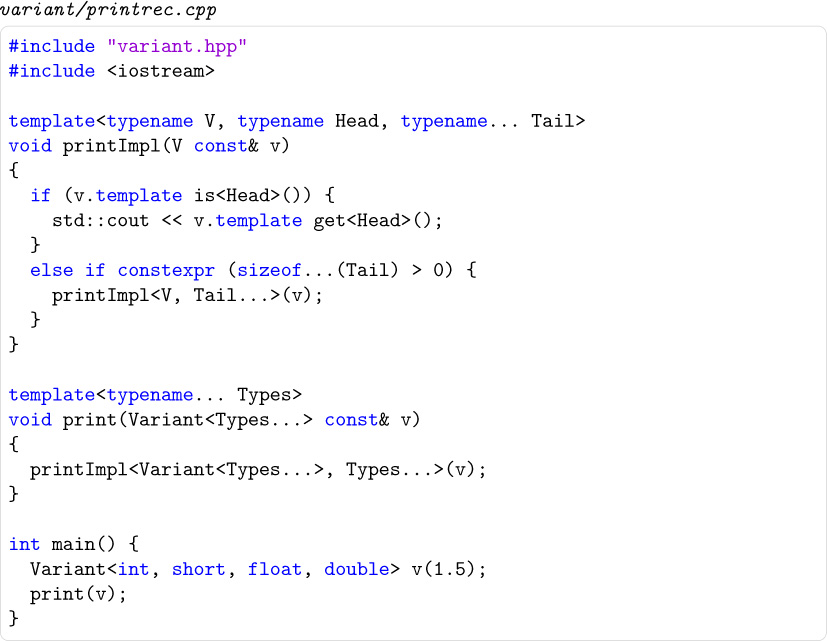 variant/printrec.cpp
#include "variant.hpp"
#include <iostream>

template<typename V, typename Head, typename... Tail>
void printImpl(V const& v)
{
  if (v.template is<Head>()) {
    std::cout << v.template get<Head>();
  }
  else if constexpr (sizeof...(Tail) > 0) {
    printImpl<V, Tail...>(v);
  }
}

template<typename... Types>
void print(Variant<Types...> const& v)
{
  printImpl<Variant<Types...>, Types...>(v);
}

int main() {
  Variant<int, short, float, double> v(1.5);
  print(v);
}